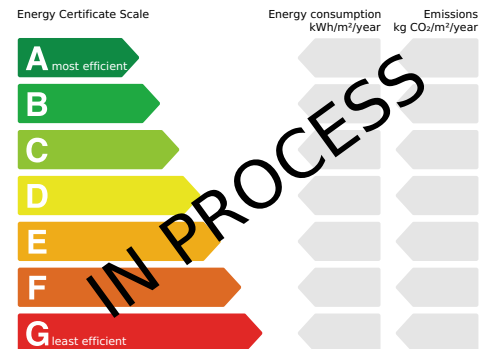 Energy Certificate Scale
Energy consumption
kWh/m²/year
Emissions
kg CO₂/m²/year
A most efficient
B
C
D
E
F
G least efficient
IN PROCESS